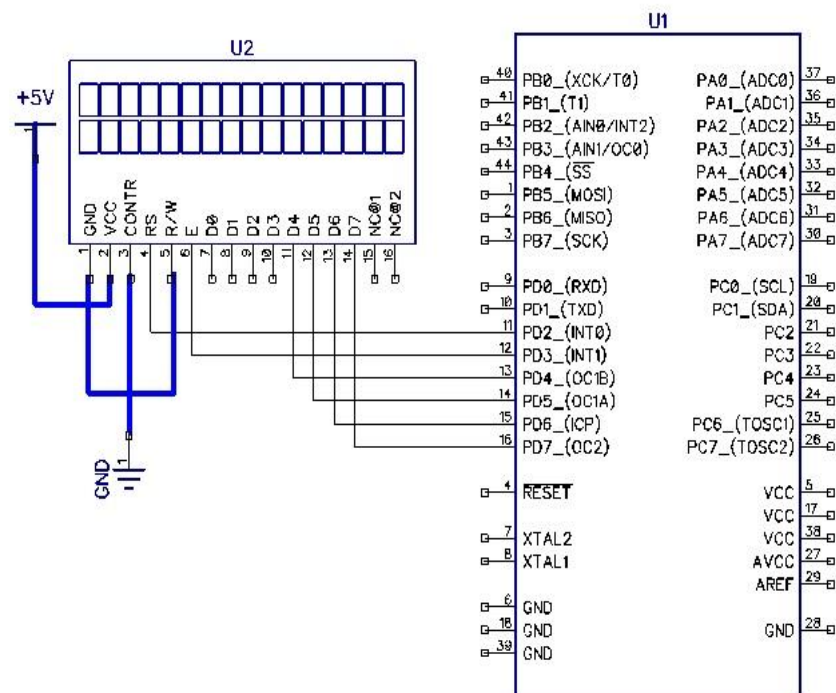 U1
U2
+5V
1
GND
VCC
CONTR
RS
R/W
E
D0
D1
D2
D3
D4
D5
D6
D7
NC@1
NC@2
1
2
3
4
5
6
7
8
9
10
11
12
13
14
15
16
1
GND
40 PB0_(XCK/T0) PA0_(ADC0) 37
41 PB1_(T1) PA1_(ADC1) 36
42 PB2_(AIN0/INT2) PA2_(ADC2) 35
43 PB3_(AIN1/OC0) PA3_(ADC3) 34
44 PB4_(SS PA4_(ADC4) 33
1 PB5_(MOSI) PA5_(ADC5) 32
2 PB6_(MISO) PA6_(ADC6) 31
3 PB7_(SCK) PA7_(ADC7) 30
9 PD0_(RXD) PC0_(SCL) 19
10 PD1_(TXD) PC1_(SDA) 20
11 PD2_(INT0) PC2 21
12 PD3_(INT1) PC3 22
13 PD4_(OC1B) PC4 23
14 PD5_(OC1A) PC5 24
15 PD6_(ICP) PC6_(TOSC1) 25
16 PD7_(OC2) PC7_(TOSC2) 26
4 RESET VCC 5
VCC 17
7 XTAL2 VCC 38
8 XTAL1 AVCC 27
AREF 29
6 GND
18 GND GND 28
39 GND